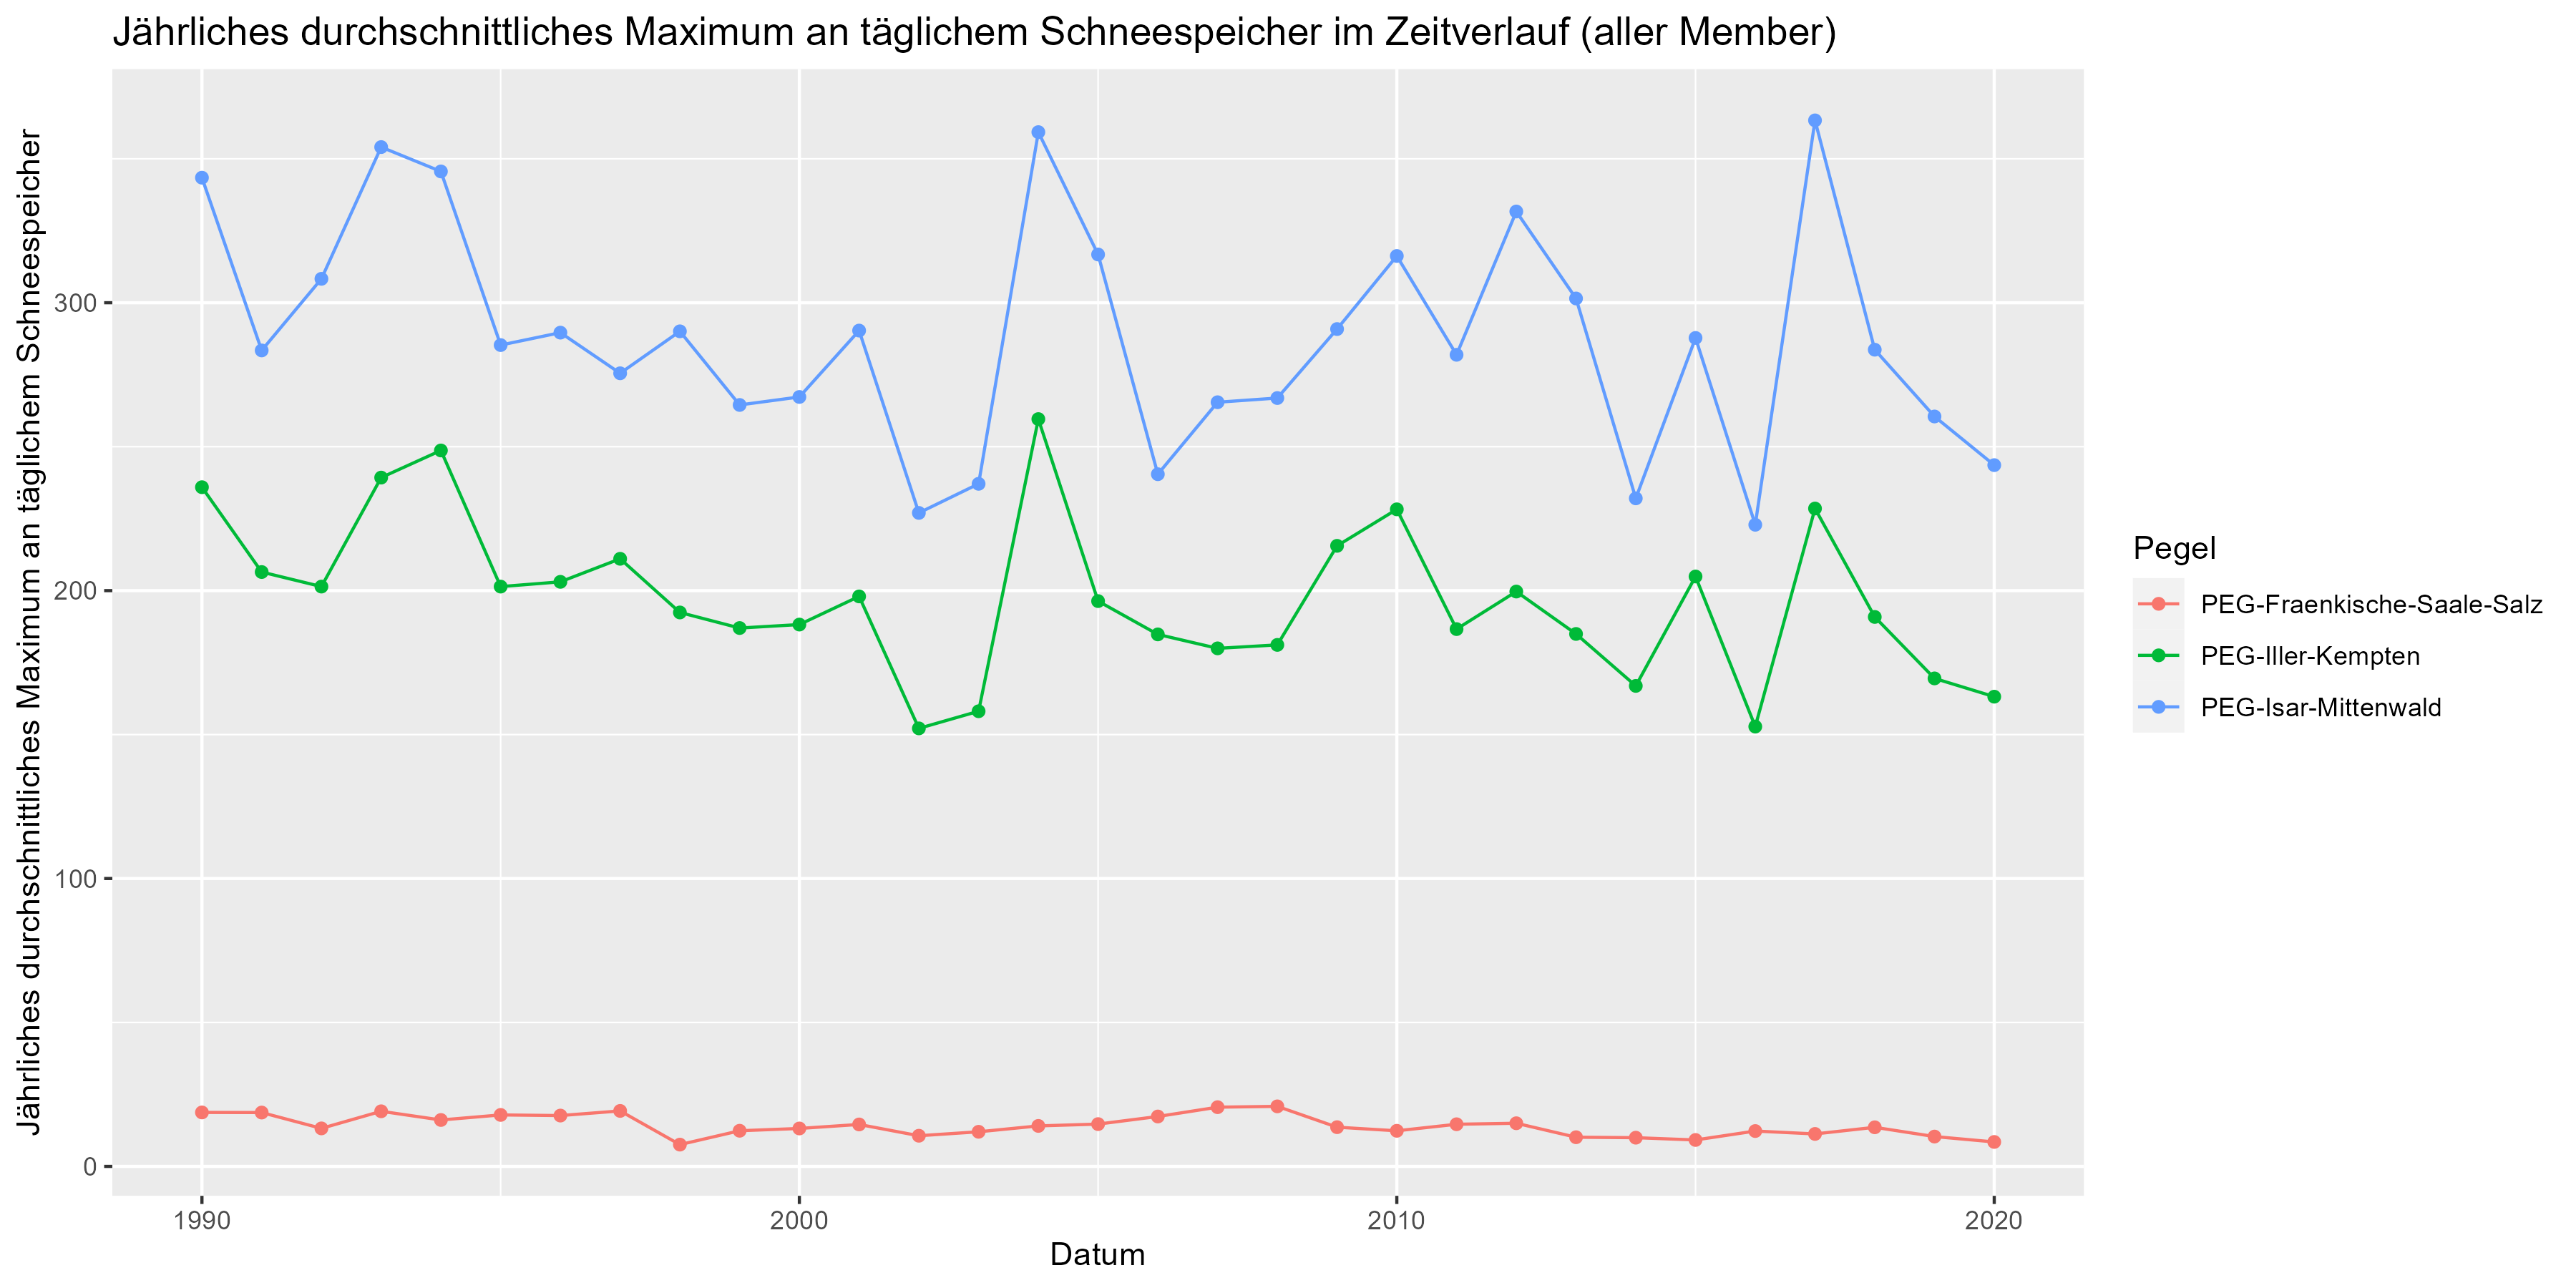 Jährliches durchschnittliches Maximum an täglichem Schneespeicher im Zeitverlauf (aller Member)
Jährliches durchschnittliches Maximum an täglichem Schneespeicher
300
200
100
0
1990
2000
2010
2020
Datum
Pegel
PEG-Fraenkische-Saale-Salz
PEG-Iller-Kempten
PEG-Isar-Mittenwald